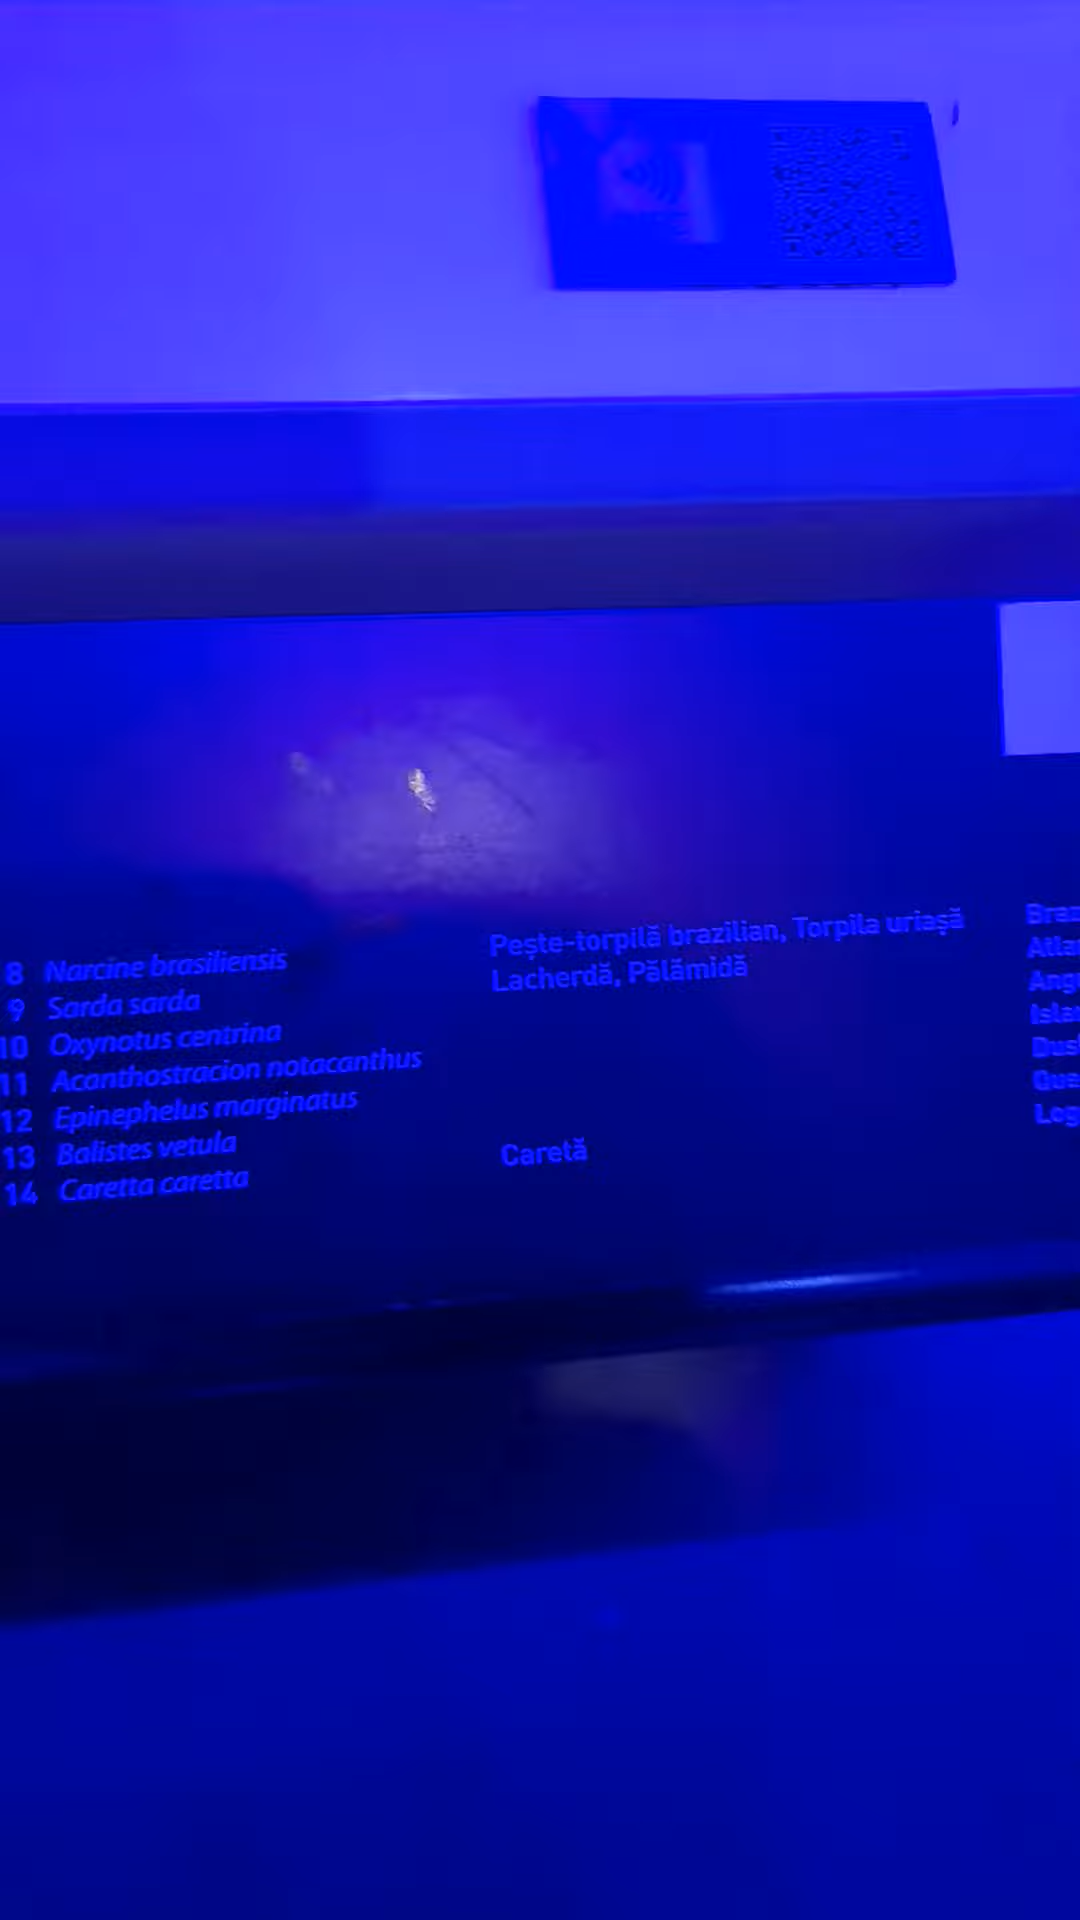 8 Narcine brasiliensis Pește-torpilă brazilian, Torpila uriașă
9 Sarda sarda Lacherdă, Pălămidă
10 Oxynotus centrina
11 Acanthostracion notacanthus
12 Epinephelus marginatus
13 Balistes vetula
14 Caretta caretta Caretă